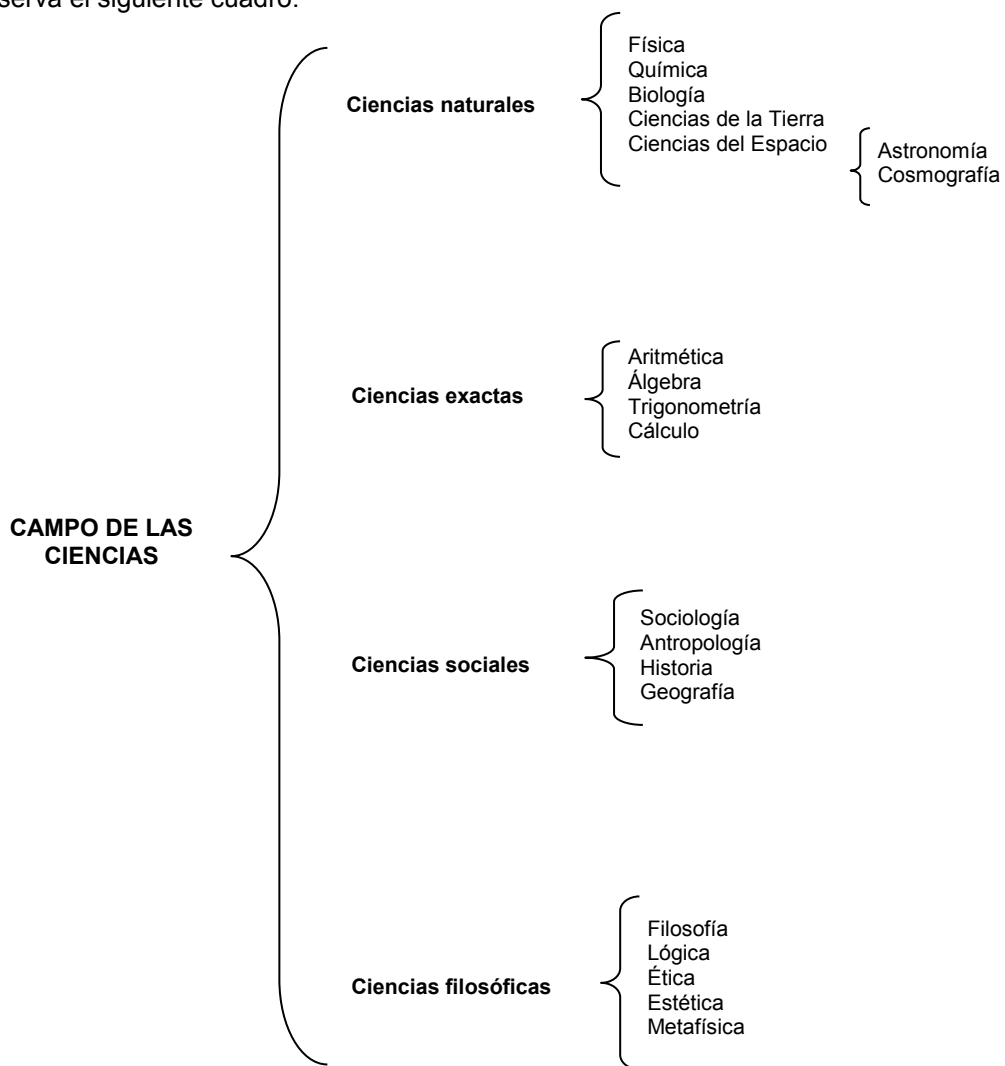 serva el siguiente cuadro:
Ciencias naturales
Física
Química
Biología
Ciencias de la Tierra
Ciencias del Espacio
Astronomía
Cosmografía
Ciencias exactas
Aritmética
Álgebra
Trigonometría
Cálculo
CAMPO DE LAS
CIENCIAS
Ciencias sociales
Sociología
Antropología
Historia
Geografía
Ciencias filosóficas
Filosofía
Lógica
Ética
Estética
Metafísica